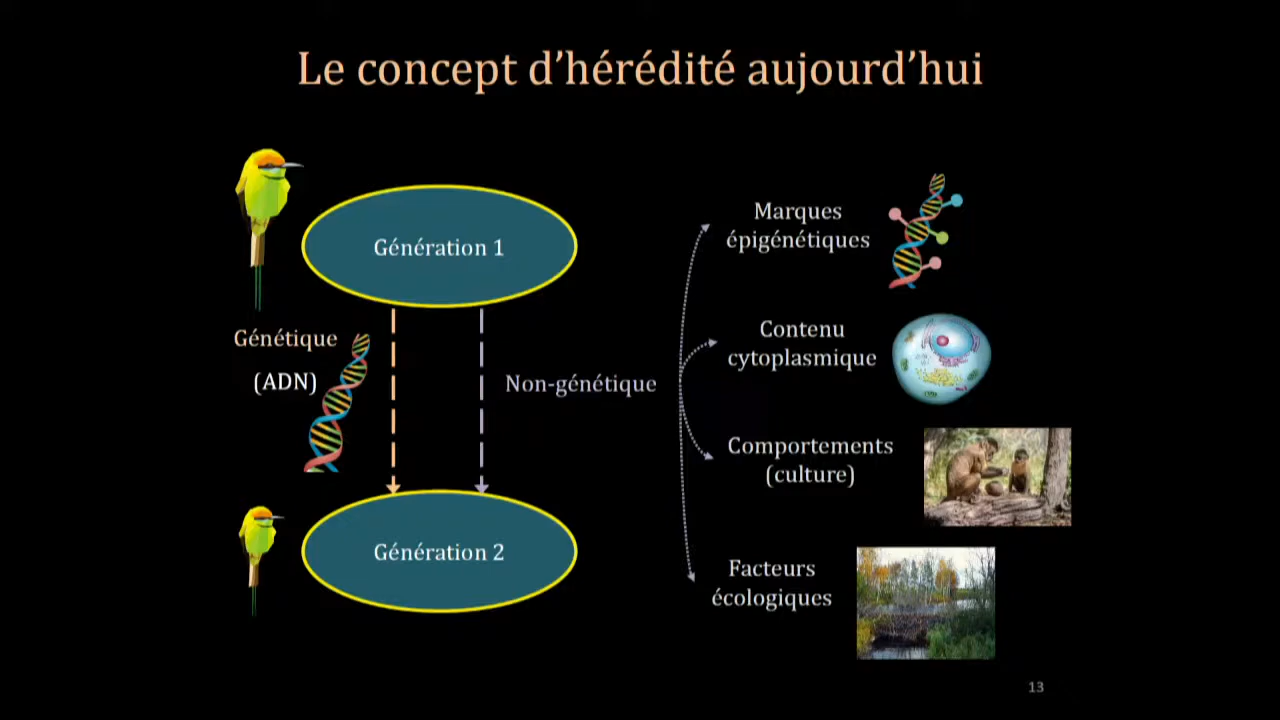 Le concept d’hérédité aujourd’hui
Génération 1
Génétique
(ADN)
Non-génétique
Génération 2
Marques
épigénétiques
Contenu
cytoplasmique
Comportements
(culture)
Facteurs
écologiques
13